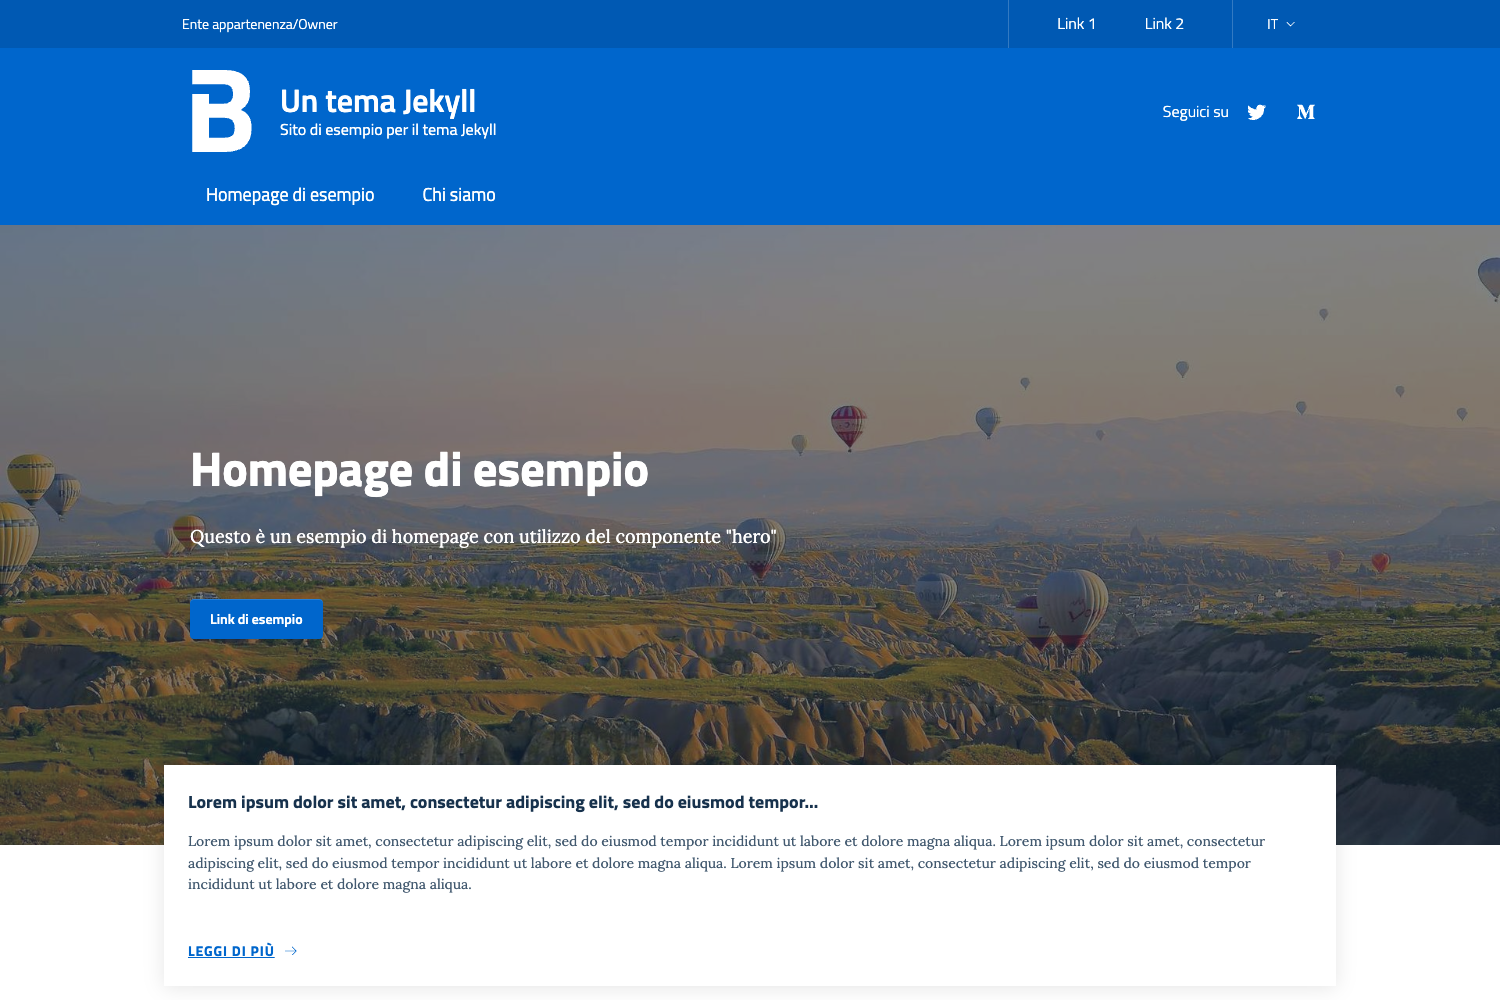 Ente appartenenza/Owner
Link 1
Link 2
IT
B
Un tema Jekyll
Sito di esempio per il tema Jekyll
Seguici su
M
Homepage di esempio
Chi siamo
Homepage di esempio
Questo è un esempio di homepage con utilizzo del componente "hero"
Link di esempio
Lorem ipsum dolor sit amet, consectetur adipiscing elit, sed do eiusmod tempor...
Lorem ipsum dolor sit amet, consectetur adipiscing elit, sed do eiusmod tempor incididunt ut labore et dolore magna aliqua. Lorem ipsum dolor sit amet, consectetur
adipiscing elit, sed do eiusmod tempor incididunt ut labore et dolore magna aliqua. Lorem ipsum dolor sit amet, consectetur adipiscing elit, sed do eiusmod tempor
incididunt ut labore et dolore magna aliqua.
LEGGI DI PIÙ